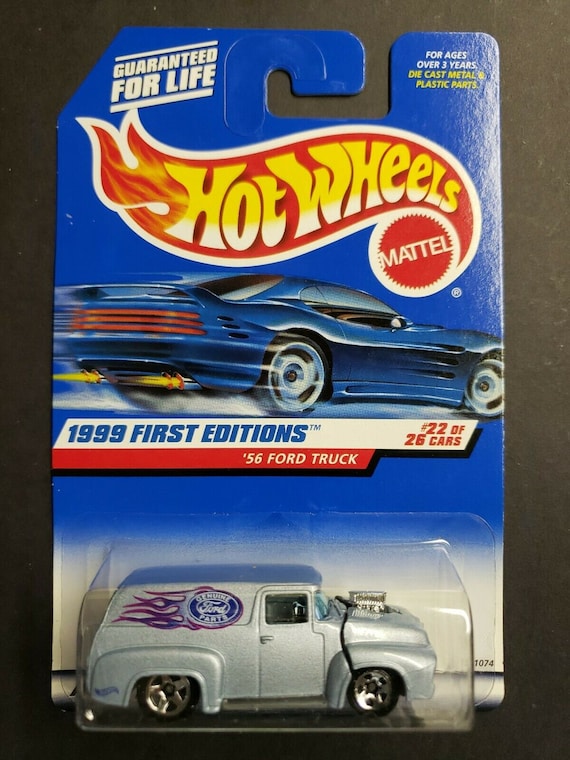 GUARANTEED
FOR LIFE
FOR AGES
OVER 3 YEARS.
DIE CAST METAL &
PLASTIC PARTS.
HOT WHEELS
MATTEL
®
1999 FIRST EDITIONS™
#22 OF
26 CARS
'56 FORD TRUCK
GENUINE
Ford
PARTS
1074